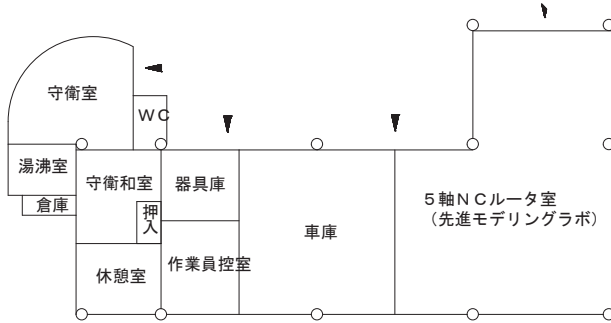 守衛室
WC
湯沸室
守衛和室
器具庫
倉庫
押入
5軸NCルータ室
(先進モデリングラボ)
車庫
作業員控室
休憩室